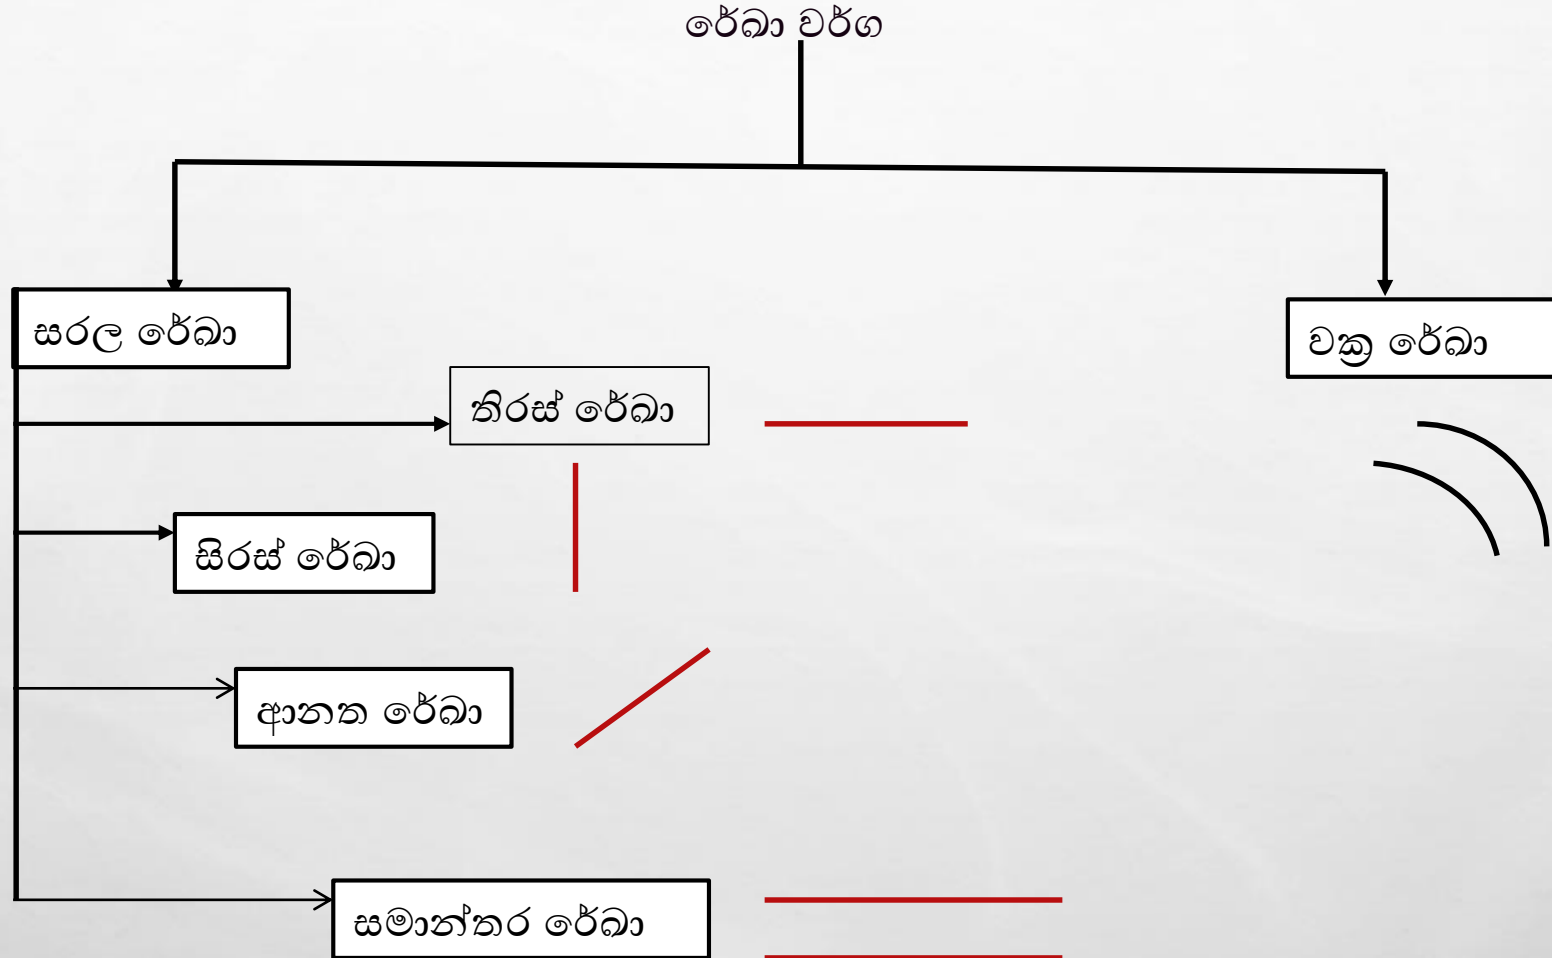 රේඛා වර්ග
සරල රේඛා
වක්‍ර රේඛා
තිරස් රේඛා
සිරස් රේඛා
ආනත රේඛා
සමාන්තර රේඛා